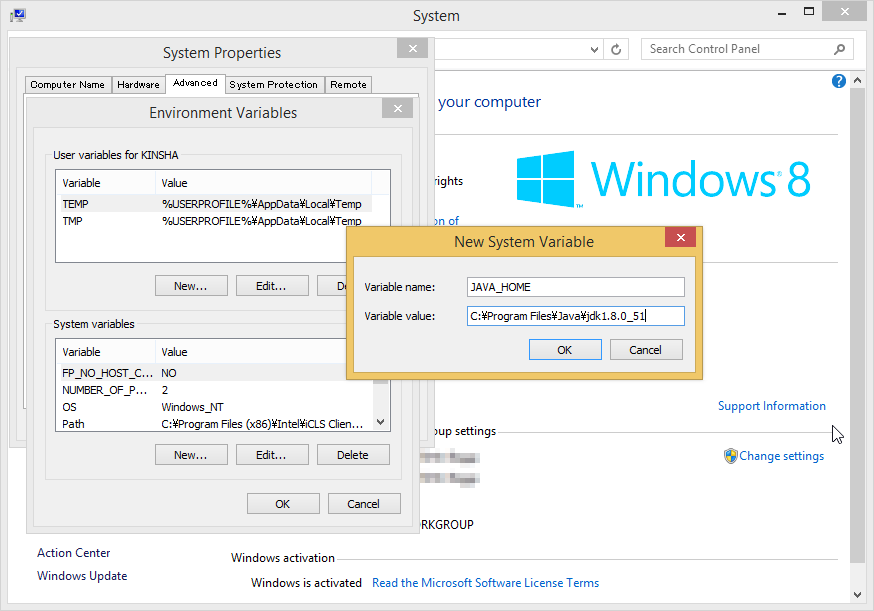 System
System Properties
Search Control Panel
Computer Name Hardware Advanced System Protection Remote
your computer
Environment Variables
User variables for KINSHA
Variable Value
TEMP %USERPROFILE%¥AppData¥Local¥Temp
TMP %USERPROFILE%¥AppData¥Local¥Temp
New... Edit...
rights
Windows 8
on of
New System Variable
Variable name: JAVA_HOME
Variable value: C:¥Program Files¥Java¥jdk1.8.0_51
OK Cancel
System variables
Variable Value
FP_NO_HOST_C... NO
NUMBER_OF_P... 2
OS Windows_NT
Path C:¥Program Files (x86)¥Intel¥iCLS Clien...
New... Edit... Delete
OK Cancel
Support Information
oup settings
Change settings
RKGROUP
Action Center
Windows Update
Windows activation
Windows is activated Read the Microsoft Software License Terms